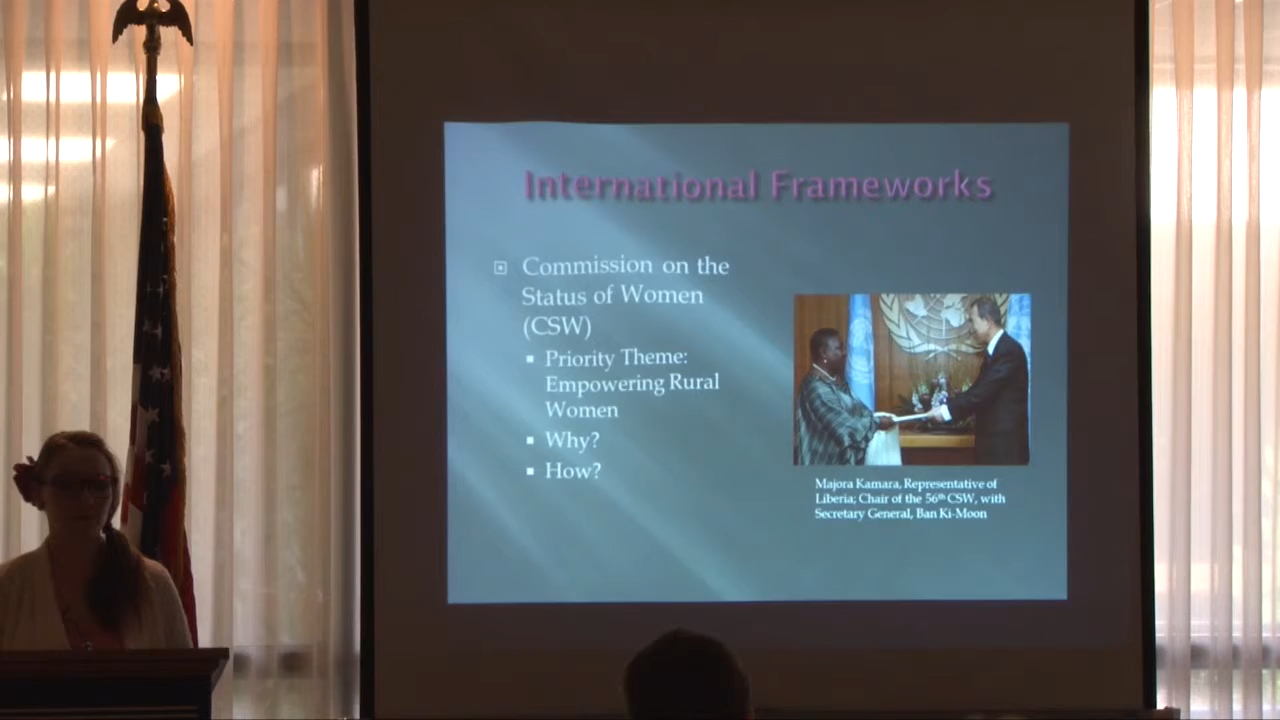 International Frameworks
Commission on the
Status of Women
(CSW)
Priority Theme:
Empowering Rural
Women
Why?
How?
Majora Kamara, Representative of
Liberia; Chair of the 56th CSW, with
Secretary General, Ban Ki-Moon